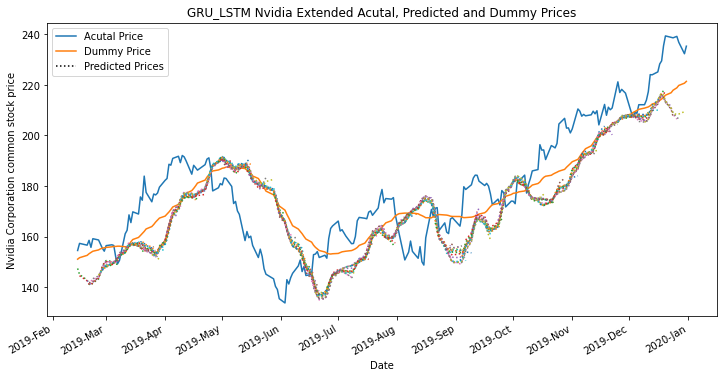 GRU_LSTM Nvidia Extended Acutal, Predicted and Dummy Prices
Acutal Price
Dummy Price
Predicted Prices
Nvidia Corporation common stock price
240
220
200
180
160
140
2019-Feb
2019-Mar
2019-Apr
2019-May
2019-Jun
2019-Jul
2019-Aug
2019-Sep
2019-Oct
2019-Nov
2019-Dec
2020-Jan
Date